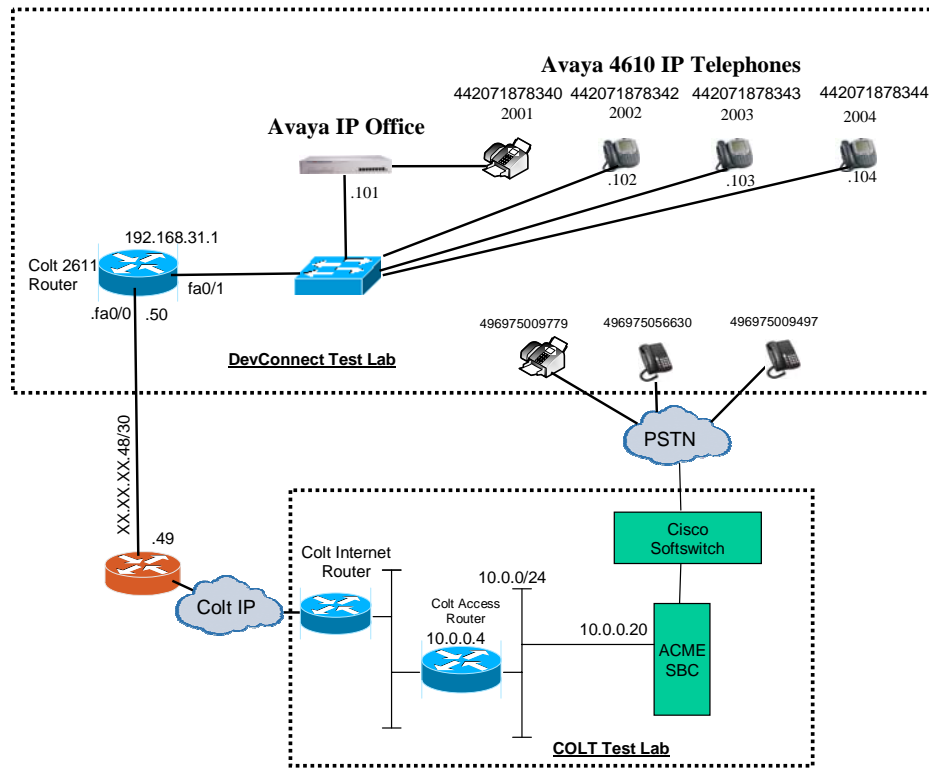 Avaya 4610 IP Telephones
442071878340
2001
442071878342
2002
442071878343
2003
442071878344
2004
Avaya IP Office
.101
.102
.103
.104
192.168.31.1
Colt 2611
Router
fa0/1
.fa0/0
.50
DevConnect Test Lab
496975009779
496975056630
496975009497
PSTN
XX.XX.XX.48/30
.49
Colt IP
Colt Internet
Router
Cisco
Softswitch
10.0.0/24
Colt Access
Router
10.0.0.4
10.0.0.20
ACME
SBC
COLT Test Lab